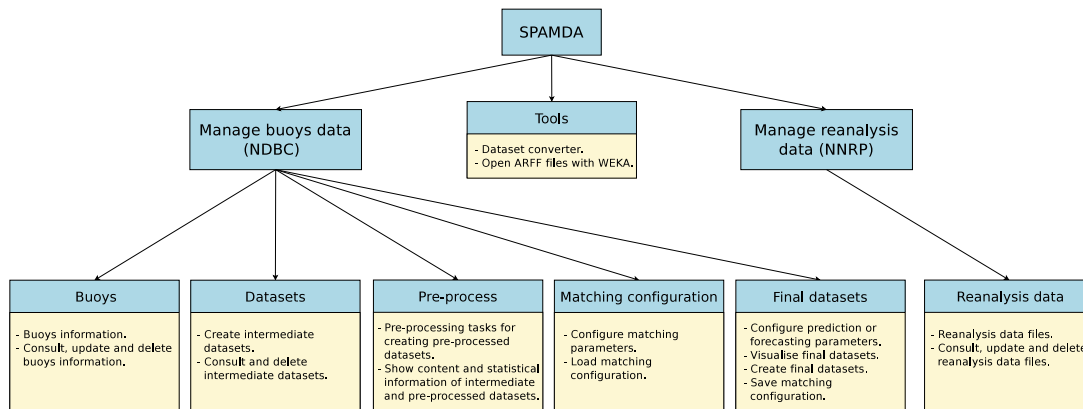 SPAMDA
Manage buoys data
(NDBC)
Tools
- Dataset converter.
- Open ARFF files with WEKA.
Manage reanalysis
data (NNRP)
Buoys
- Buoys information.
- Consult, update and delete
buoys information.
Datasets
- Create intermediate
datasets.
- Consult and delete
intermediate datasets.
Pre-process
- Pre-processing tasks for
creating pre-processed
datasets.
- Show content and statistical
information of intermediate
and pre-processed datasets.
Matching configuration
- Configure matching
parameters.
- Load matching
configuration.
Final datasets
- Configure prediction or
forecasting parameters.
- Visualise final datasets.
- Create final datasets.
- Save matching
configuration.
Reanalysis data
- Reanalysis data files.
- Consult, update and delete
reanalysis data files.